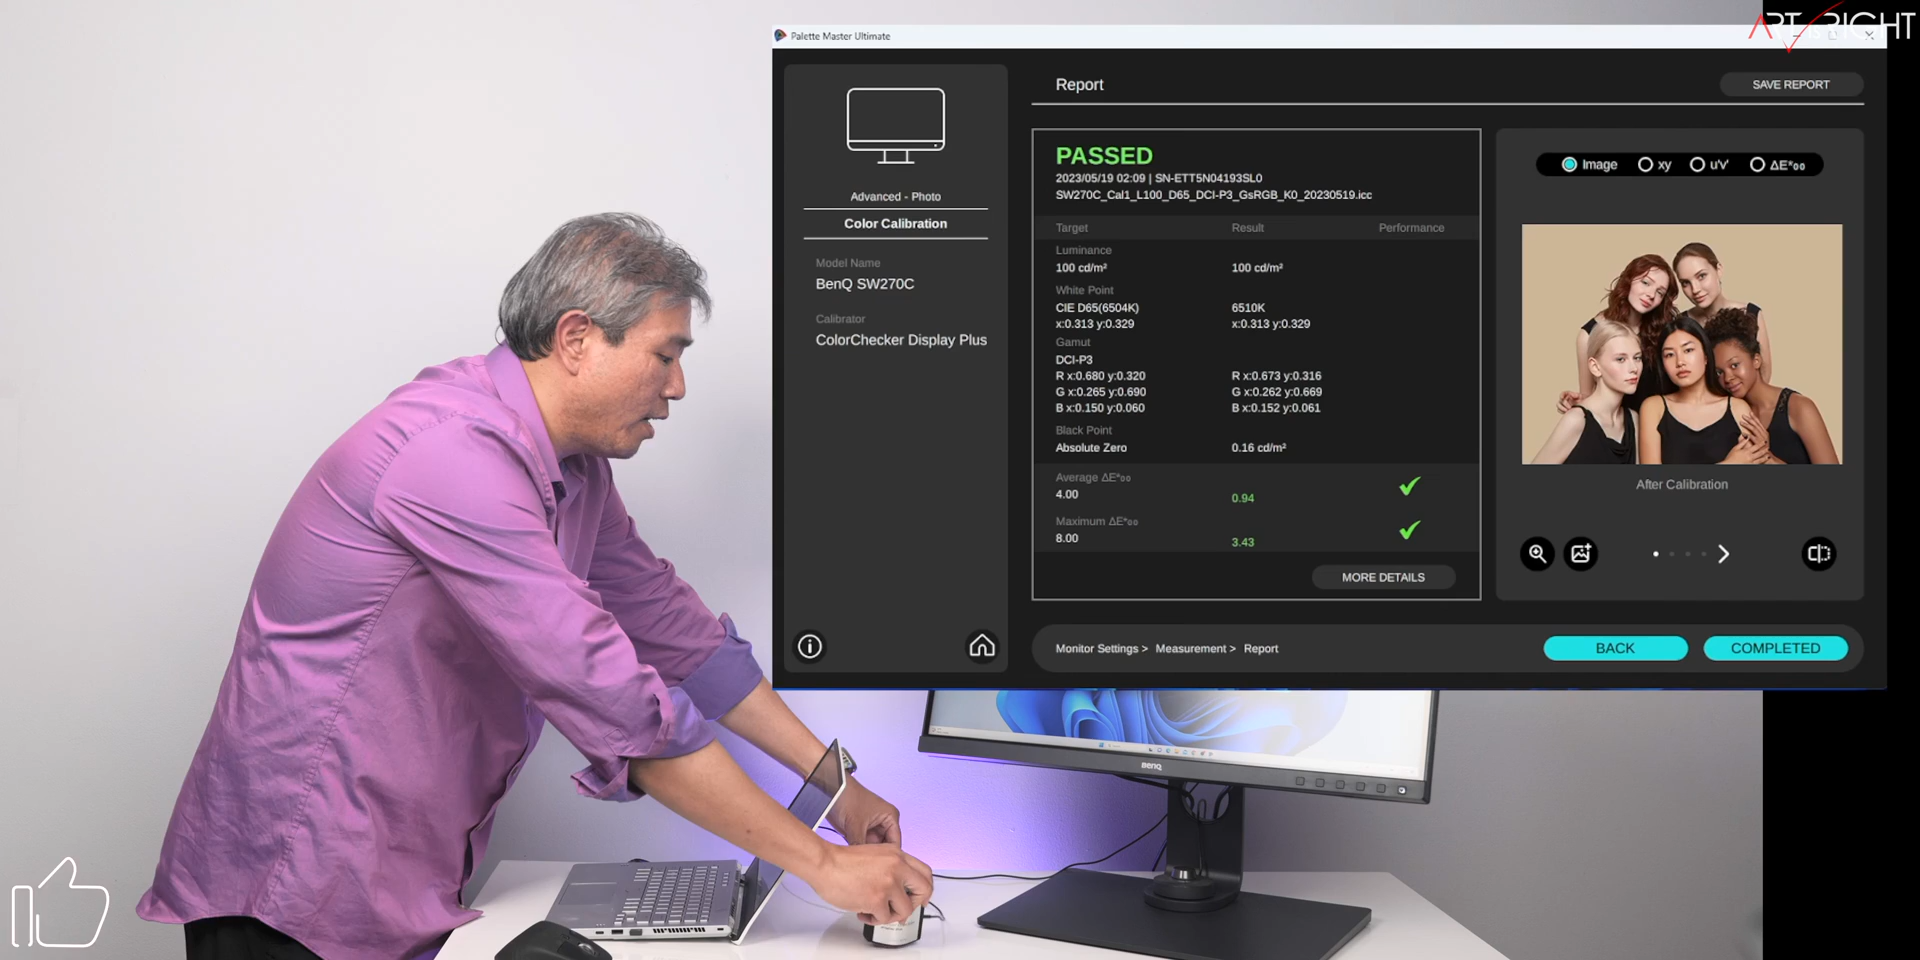 ART is RIGHT
Palette Master Ultimate
Advanced - Photo
Color Calibration
Model Name
BenQ SW270C
Calibrator
ColorChecker Display Plus
Report
SAVE REPORT
PASSED
2023/05/19 02:09 | SN-ETT5N04193SL0
SW270C_Cal1_L100_D65_DCI-P3_GsRGB_K0_20230519.icc
Target Result Performance
Luminance
100 cd/m² 100 cd/m²
White Point
CIE D65(6504K) 6510K
x:0.313 y:0.329 x:0.313 y:0.329
Gamut
DCI-P3
R x:0.680 y:0.320 R x:0.673 y:0.316
G x:0.265 y:0.690 G x:0.262 y:0.669
B x:0.150 y:0.060 B x:0.152 y:0.061
Black Point
Absolute Zero 0.16 cd/m²
Average ΔE*₀₀
4.00 0.94
Maximum ΔE*₀₀
8.00 3.43
MORE DETAILS
Image xy u'v' ΔE*₀₀
After Calibration
Monitor Settings > Measurement > Report
BACK COMPLETED
BenQ